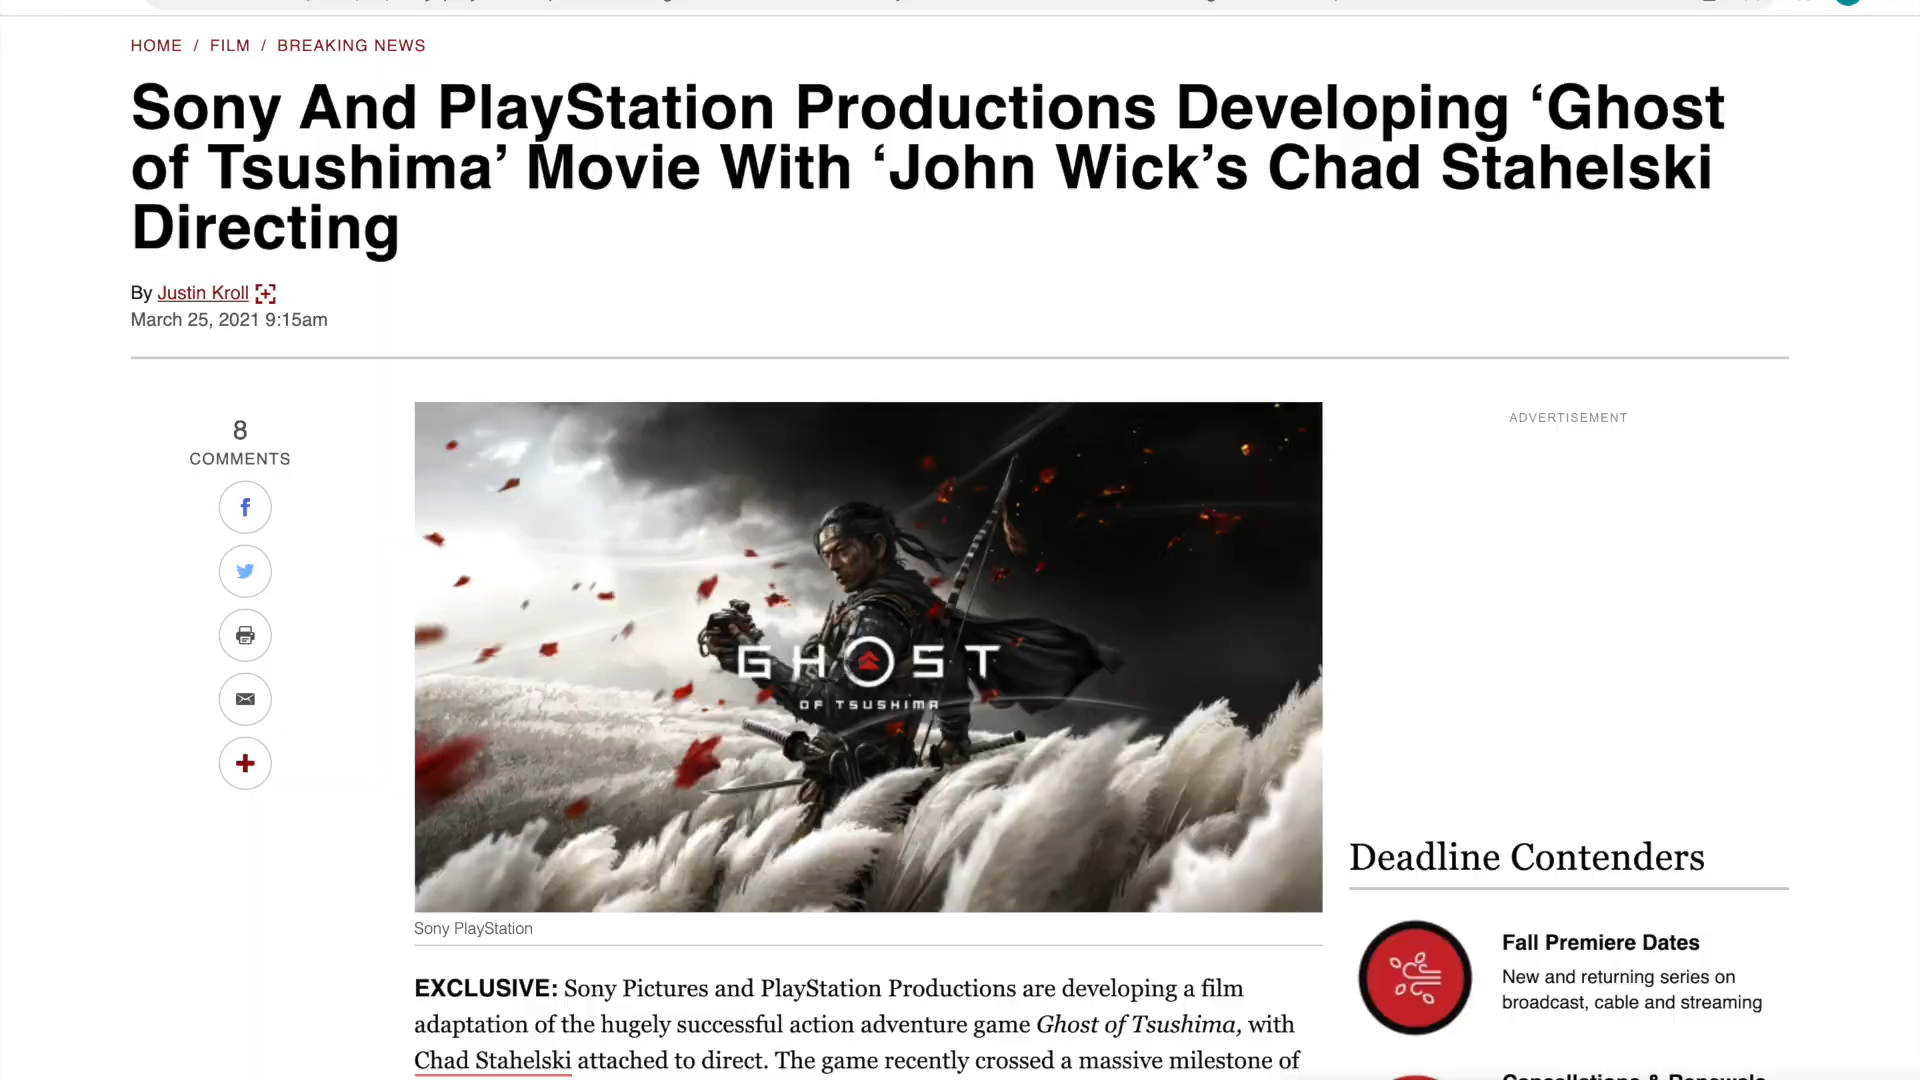 HOME / FILM / BREAKING NEWS
Sony And PlayStation Productions Developing ‘Ghost
of Tsushima’ Movie With ‘John Wick’s Chad Stahelski
Directing
By Justin Kroll
March 25, 2021 9:15am
8
COMMENTS
ADVERTISEMENT
GHOST
OF TSUSHIMA
Sony PlayStation
EXCLUSIVE: Sony Pictures and PlayStation Productions are developing a film
adaptation of the hugely successful action adventure game Ghost of Tsushima, with
Chad Stahelski attached to direct. The game recently crossed a massive milestone of
Deadline Contenders
Fall Premiere Dates
New and returning series on
broadcast, cable and streaming